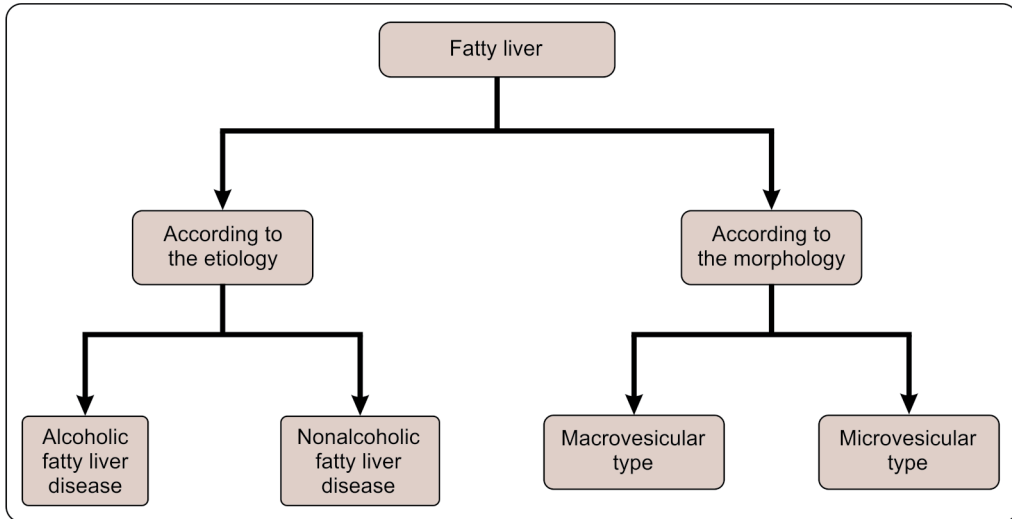 Fatty liver
According to
the etiology
According to
the morphology
Alcoholic
fatty liver
disease
Nonalcoholic
fatty liver
disease
Macrovesicular
type
Microvesicular
type